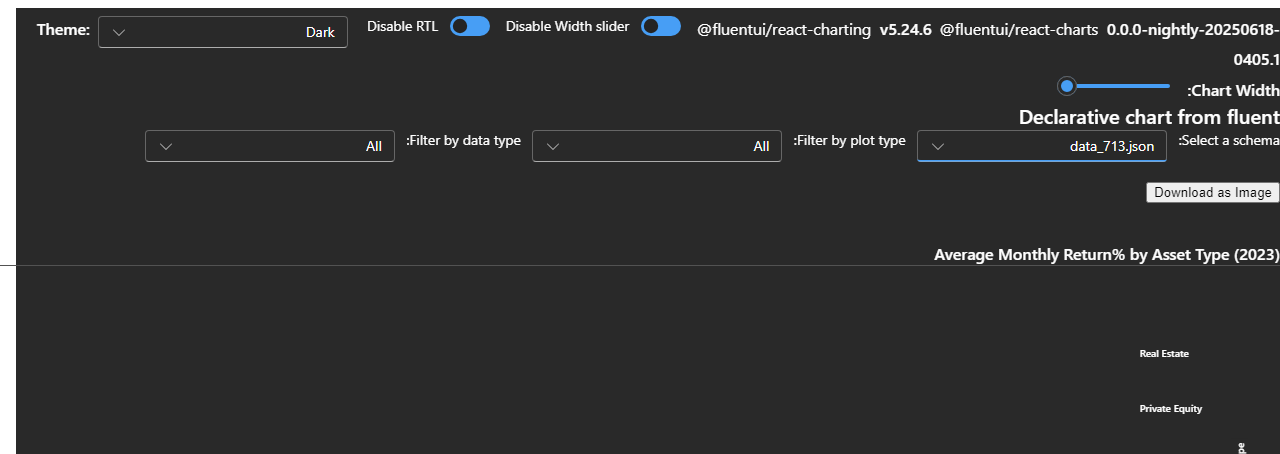 Theme: Dark Disable RTL Disable Width slider @fluentui/react-charting v5.24.6 @fluentui/react-charts 0.0.0-nightly-20250618-
0405.1
:Chart Width
Declarative chart from fluent
:Select a schema data_713.json :Filter by plot type All :Filter by data type All
Download as Image
Average Monthly Return% by Asset Type (2023)
Real Estate
Private Equity